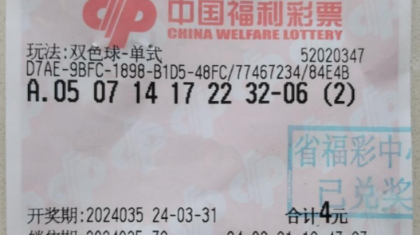 中国福利彩票
CHINA WELFARE LOTTERY
玩法:双色球-单式 52020347
D7AE-9BFC-1898-B1D5-48FC/77467234/84E4B
A.05 07 14 17 22 32-06 (2)
省福彩中
已兑奖
开奖期:2024035 24-03-31 合计4元